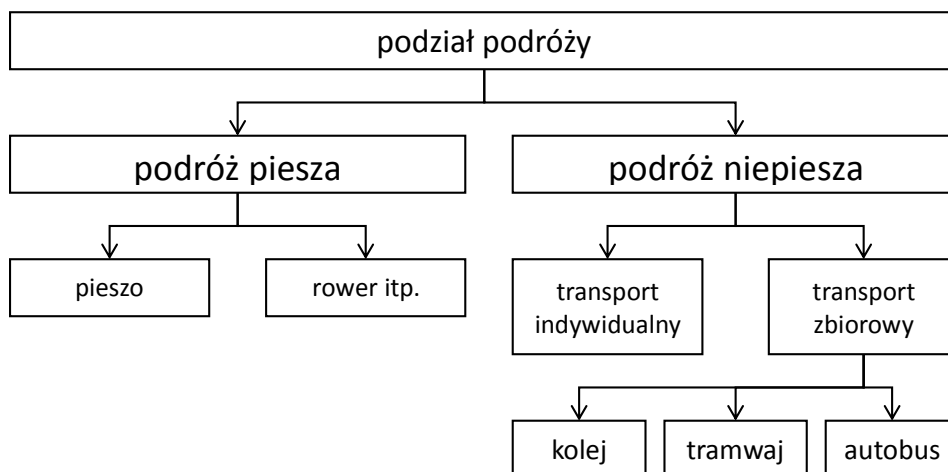 podział podróży
podróż piesza
podróż niepiesza
pieszo
rower itp.
transport
indywidualny
transport
zbiorowy
kolej
tramwaj
autobus